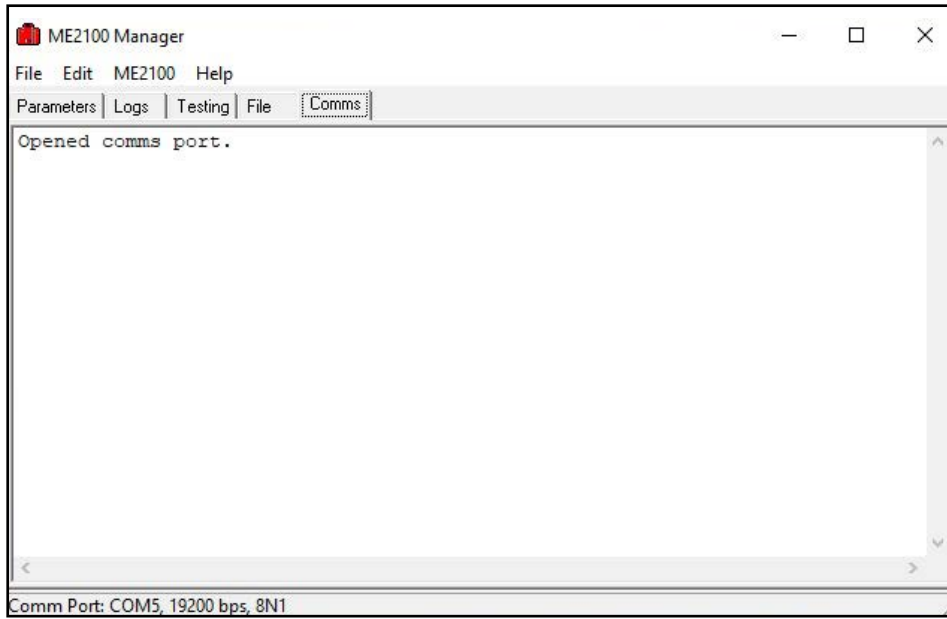 ME2100 Manager
File Edit ME2100 Help
Parameters Logs Testing File Comms
Opened comms port.
Comm Port: COM5, 19200 bps, 8N1